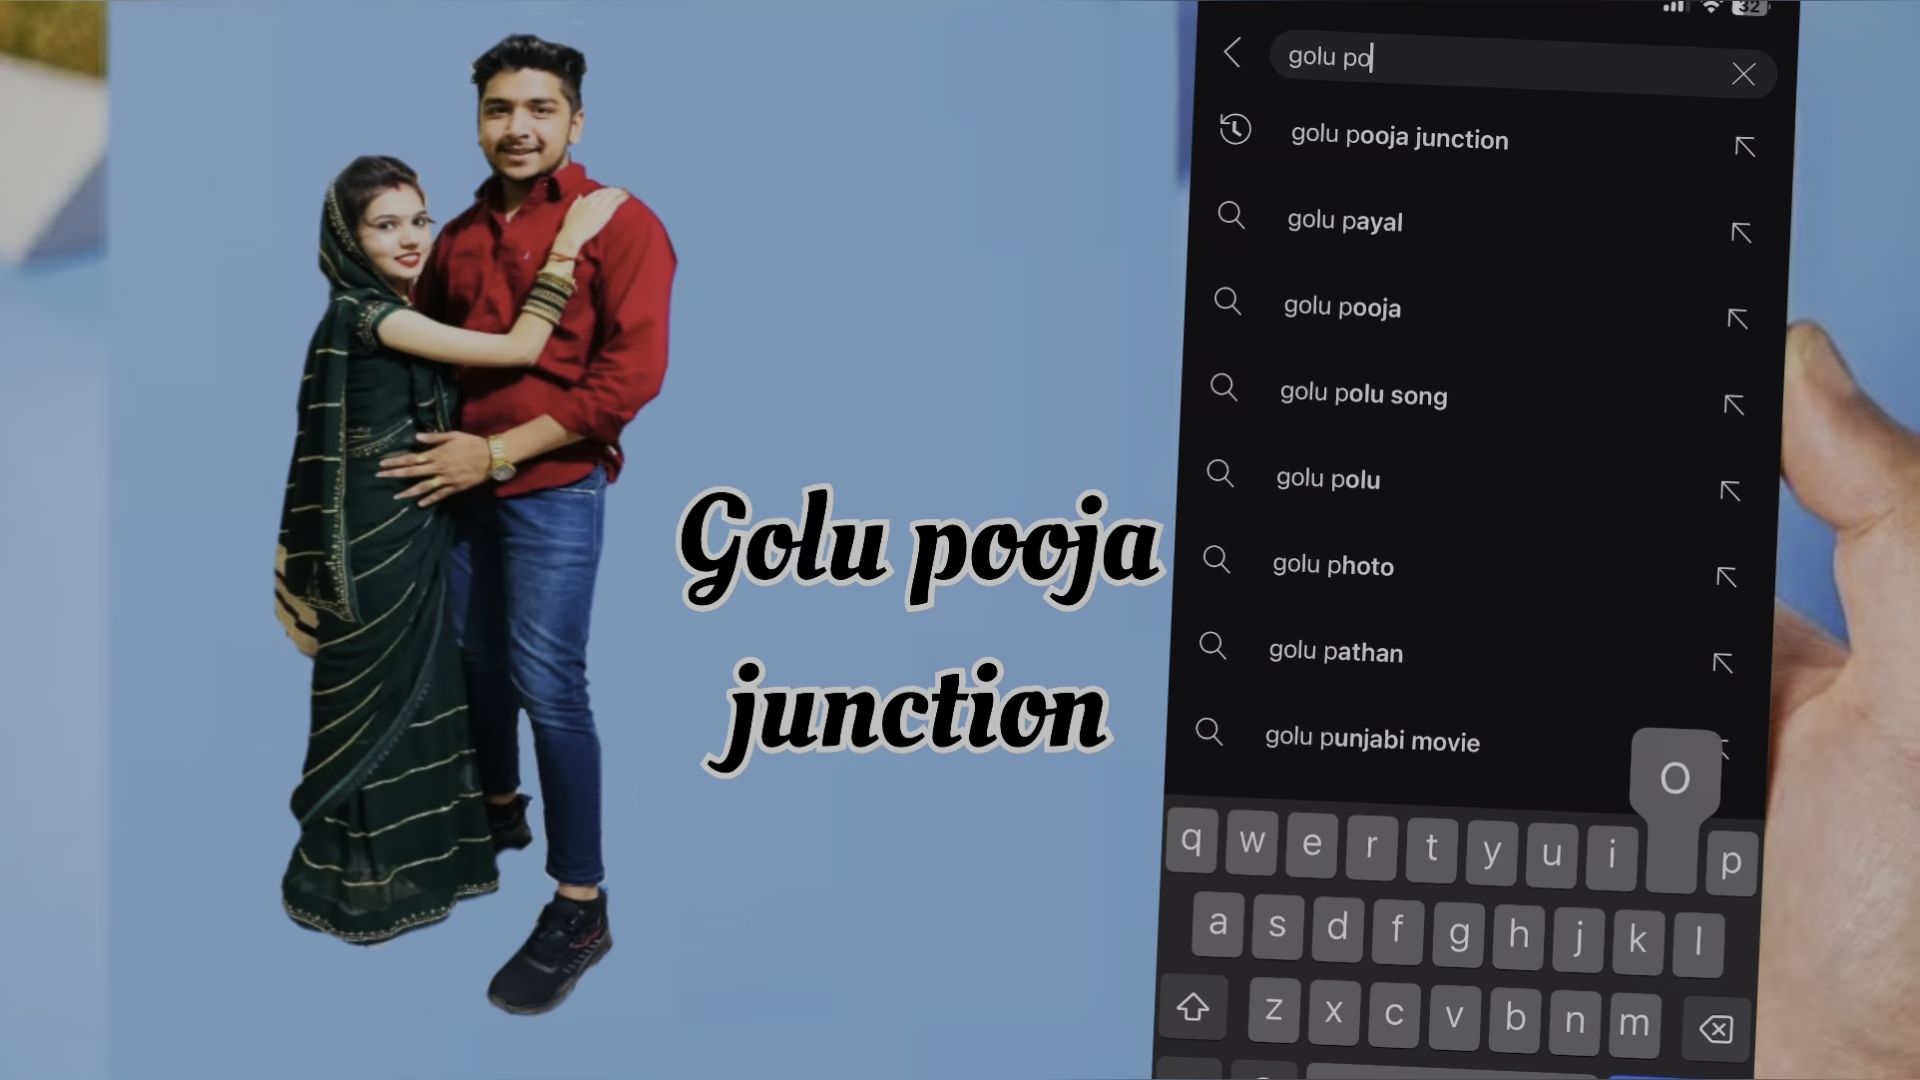 Golu pooja
junction
32
golu po
golu pooja junction
golu payal
golu pooja
golu polu song
golu polu
golu photo
golu pathan
golu punjabi movie
O
q w e r t y u i p
a s d f g h j k l
z x c v b n m